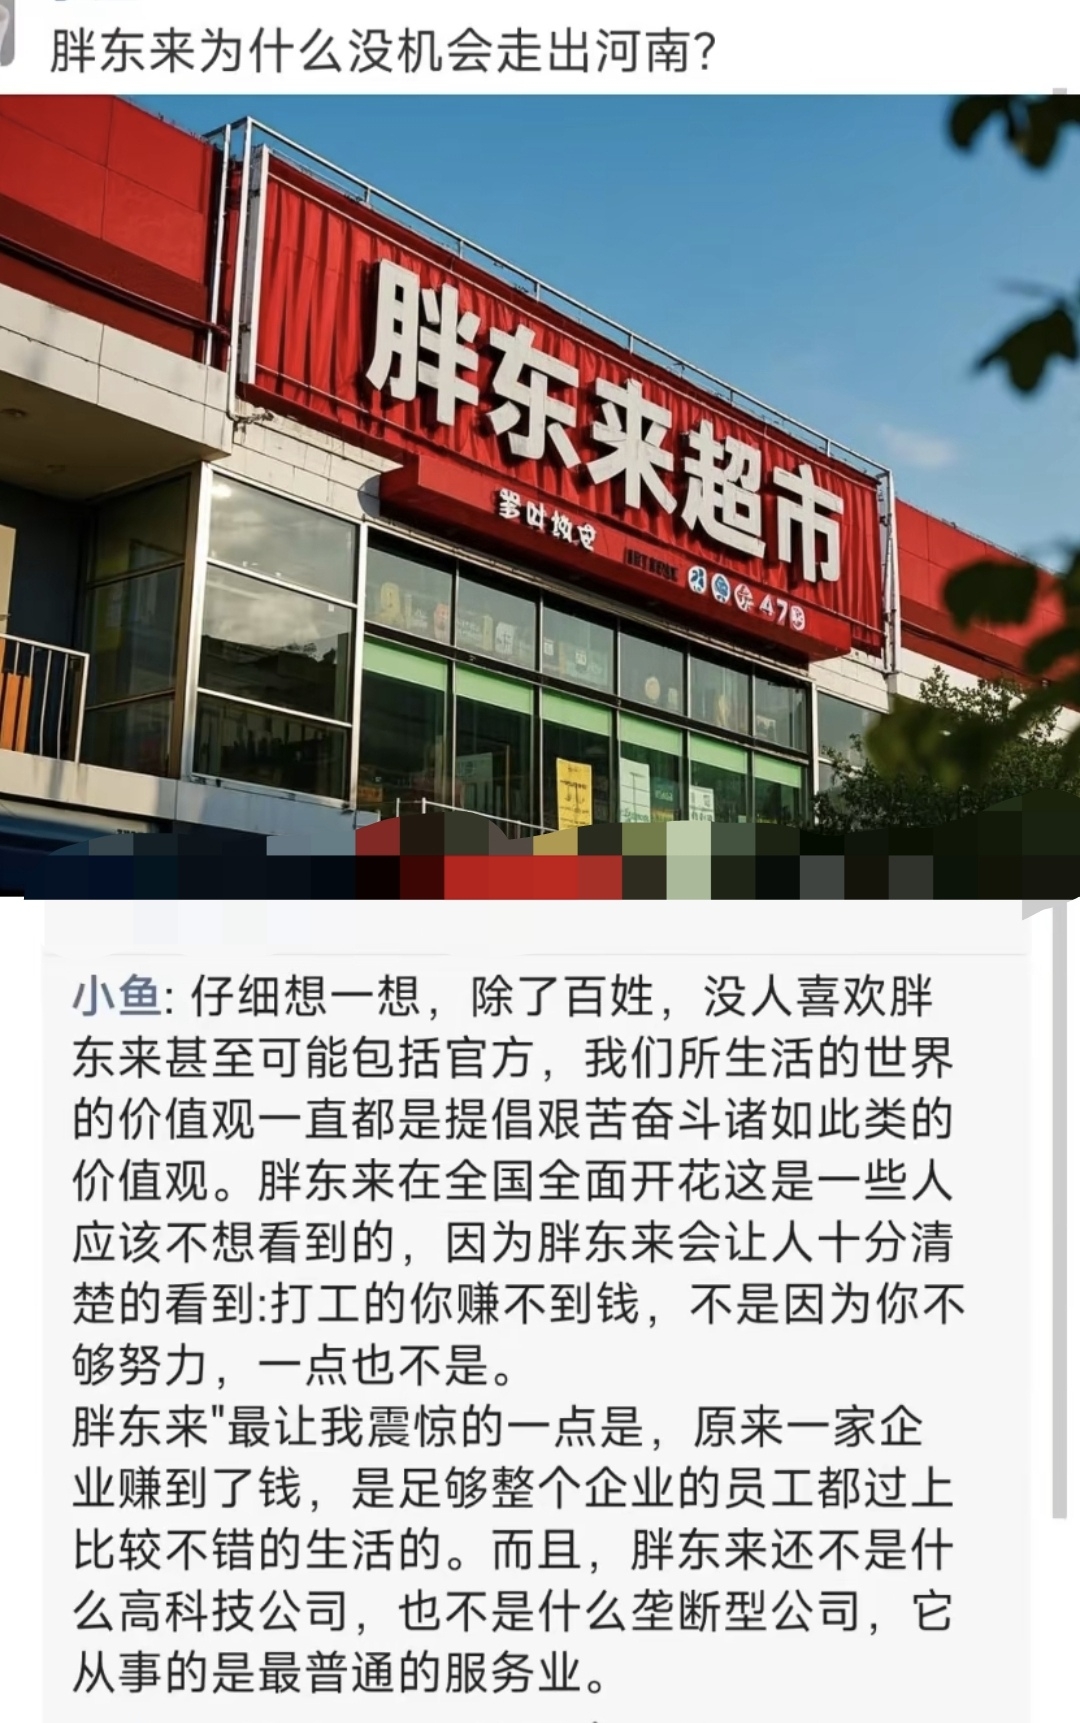 胖东来为什么没机会走出河南？
胖东来超市
小鱼: 仔细想一想，除了百姓，没人喜欢胖
东来甚至可能包括官方，我们所生活的世界
的价值观一直都是提倡艰苦奋斗诸如此类的
价值观。胖东来在全国全面开花这是一些人
应该不想看到的，因为胖东来会让人十分清
楚的看到:打工的你赚不到钱，不是因为你不
够努力，一点也不是。
胖东来"最让我震惊的一点是，原来一家企
业赚到了钱，是足够整个企业的员工都过上
比较不错的生活的。而且，胖东来还不是什
么高科技公司，也不是什么垄断型公司，它
从事的是最普通的服务业。